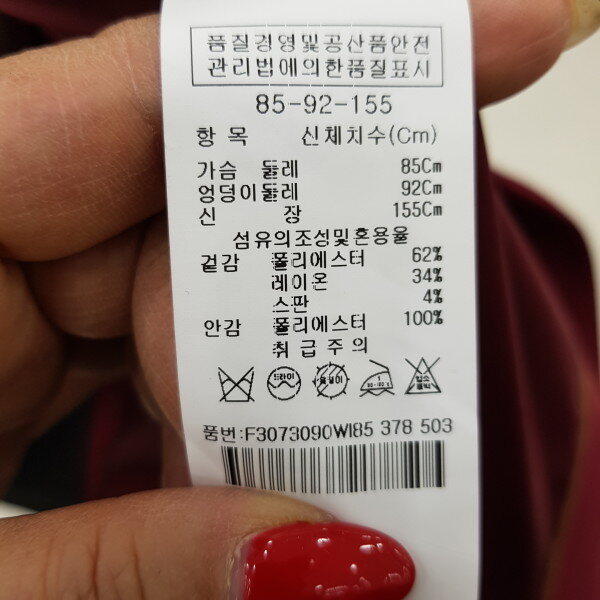 품질경영및공산품안전
관리법에의한품질표시
85-92-155
항 목 신체치수(Cm)
가슴 둘레 85Cm
엉덩이둘레 92Cm
신 장 155Cm
섬유의조성및혼용율
겉감 폴리에스터 62%
레이온 34%
스판 4%
안감 폴리에스터 100%
취 급 주 의
드라이
품번:F3073090WI85 378 503